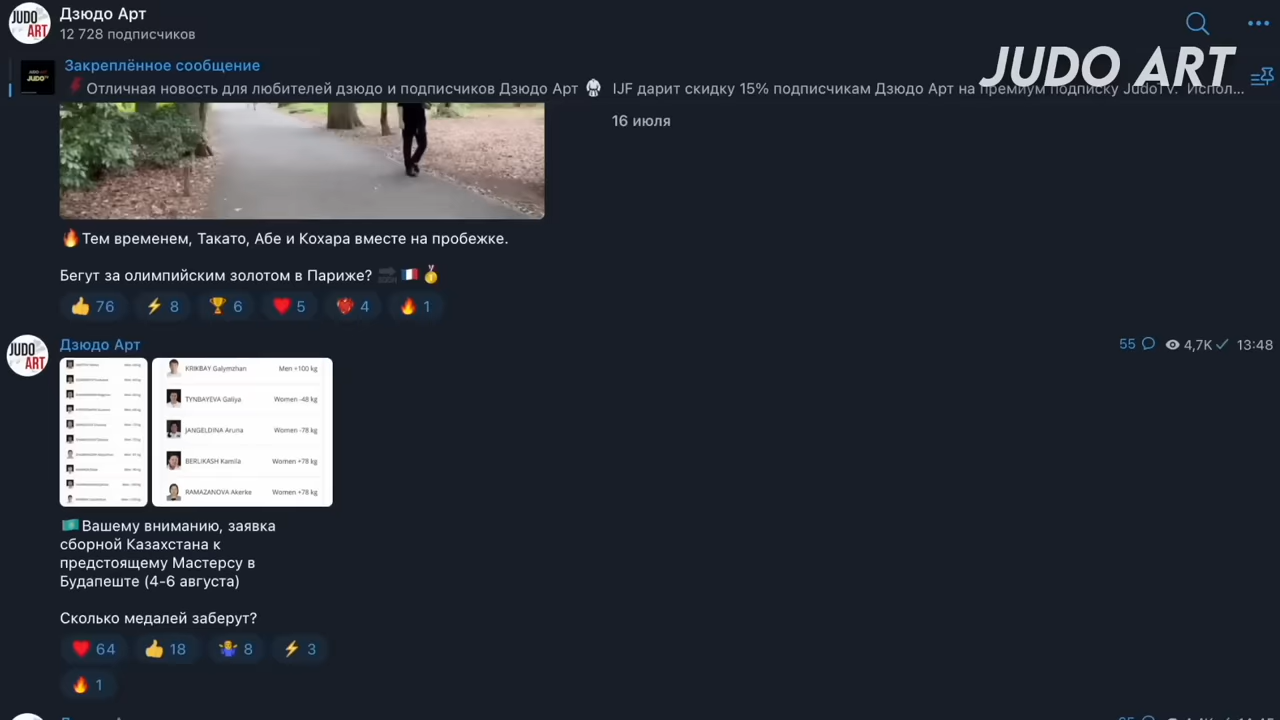 JUDO
ART
Дзюдо Арт
12 728 подписчиков
JUDO ART
Закреплённое сообщение
Отличная новость для любителей дзюдо и подписчиков Дзюдо Арт IJF дарит скидку 15% подписчикам Дзюдо Арт на премиум подписку JudoTV. Испол...
16 июля
Тем временем, Такато, Абе и Кохара вместе на пробежке.
Бегут за олимпийским золотом в Париже?
76 8 6 5 4 1
JUDO
ART
Дзюдо Арт
55 4,7K 13:48
KRIKBAY Galymzhan Men +100 kg
TYNBAYEVA Galiya Women -48 kg
JANGELDINA Aruna Women -78 kg
BERLIKASH Kamila Women +78 kg
RAMAZANOVA Akerke Women +78 kg
Вашему вниманию, заявка
сборной Казахстана к
предстоящему Мастерсу в
Будапеште (4-6 августа)
Сколько медалей заберут?
64 18 8 3
1